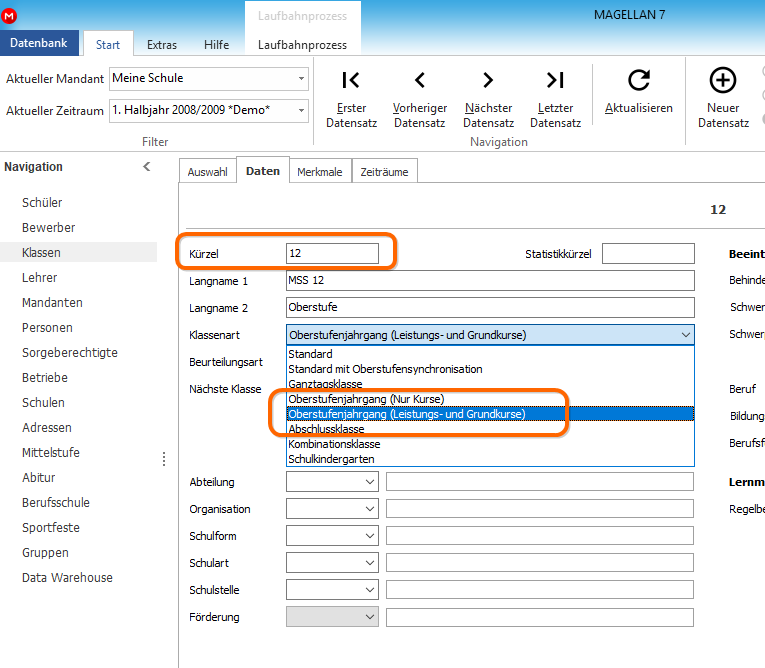 M
MAGELLAN 7
Laufbahnprozess
Datenbank Start Extras Hilfe Laufbahnprozess
Aktueller Mandant Meine Schule
Aktueller Zeitraum 1. Halbjahr 2008/2009 *Demo*
Filter
Erster Datensatz
Vorheriger Datensatz
Nächster Datensatz
Letzter Datensatz
Aktualisieren
Neuer Datensatz
Navigation
Navigation
Schüler
Bewerber
Klassen
Lehrer
Mandanten
Personen
Sorgeberechtigte
Betriebe
Schulen
Adressen
Mittelstufe
Abitur
Berufsschule
Sportfeste
Gruppen
Data Warehouse
Auswahl Daten Merkmale Zeiträume
12
Kürzel 12 Statistikkürzel
Langname 1 MSS 12
Langname 2 Oberstufe
Klassenart Oberstufenjahrgang (Leistungs- und Grundkurse)
Beurteilungsart
Nächste Klasse
Standard
Standard mit Oberstufensynchronisation
Ganztagsklasse
Oberstufenjahrgang (Nur Kurse)
Oberstufenjahrgang (Leistungs- und Grundkurse)
Abschlussklasse
Kombinationsklasse
Schulkindergarten
Abteilung
Organisation
Schulform
Schulart
Schulstelle
Förderung
Beeint
Behinde
Schwer
Schwerp
Beruf
Bildung
Berufsf
Lernm
Regelbe